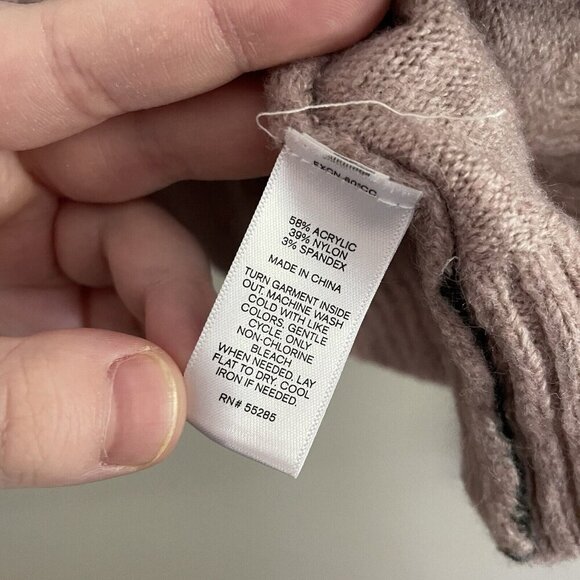 58% ACRYLIC
39% NYLON
3% SPANDEX
MADE IN CHINA
TURN GARMENT INSIDE
OUT. MACHINE WASH
COLD WITH LIKE
COLORS, GENTLE
CYCLE. ONLY
NON-CHLORINE
BLEACH
WHEN NEEDED. LAY
FLAT TO DRY. COOL
IRON IF NEEDED.
RN# 55285